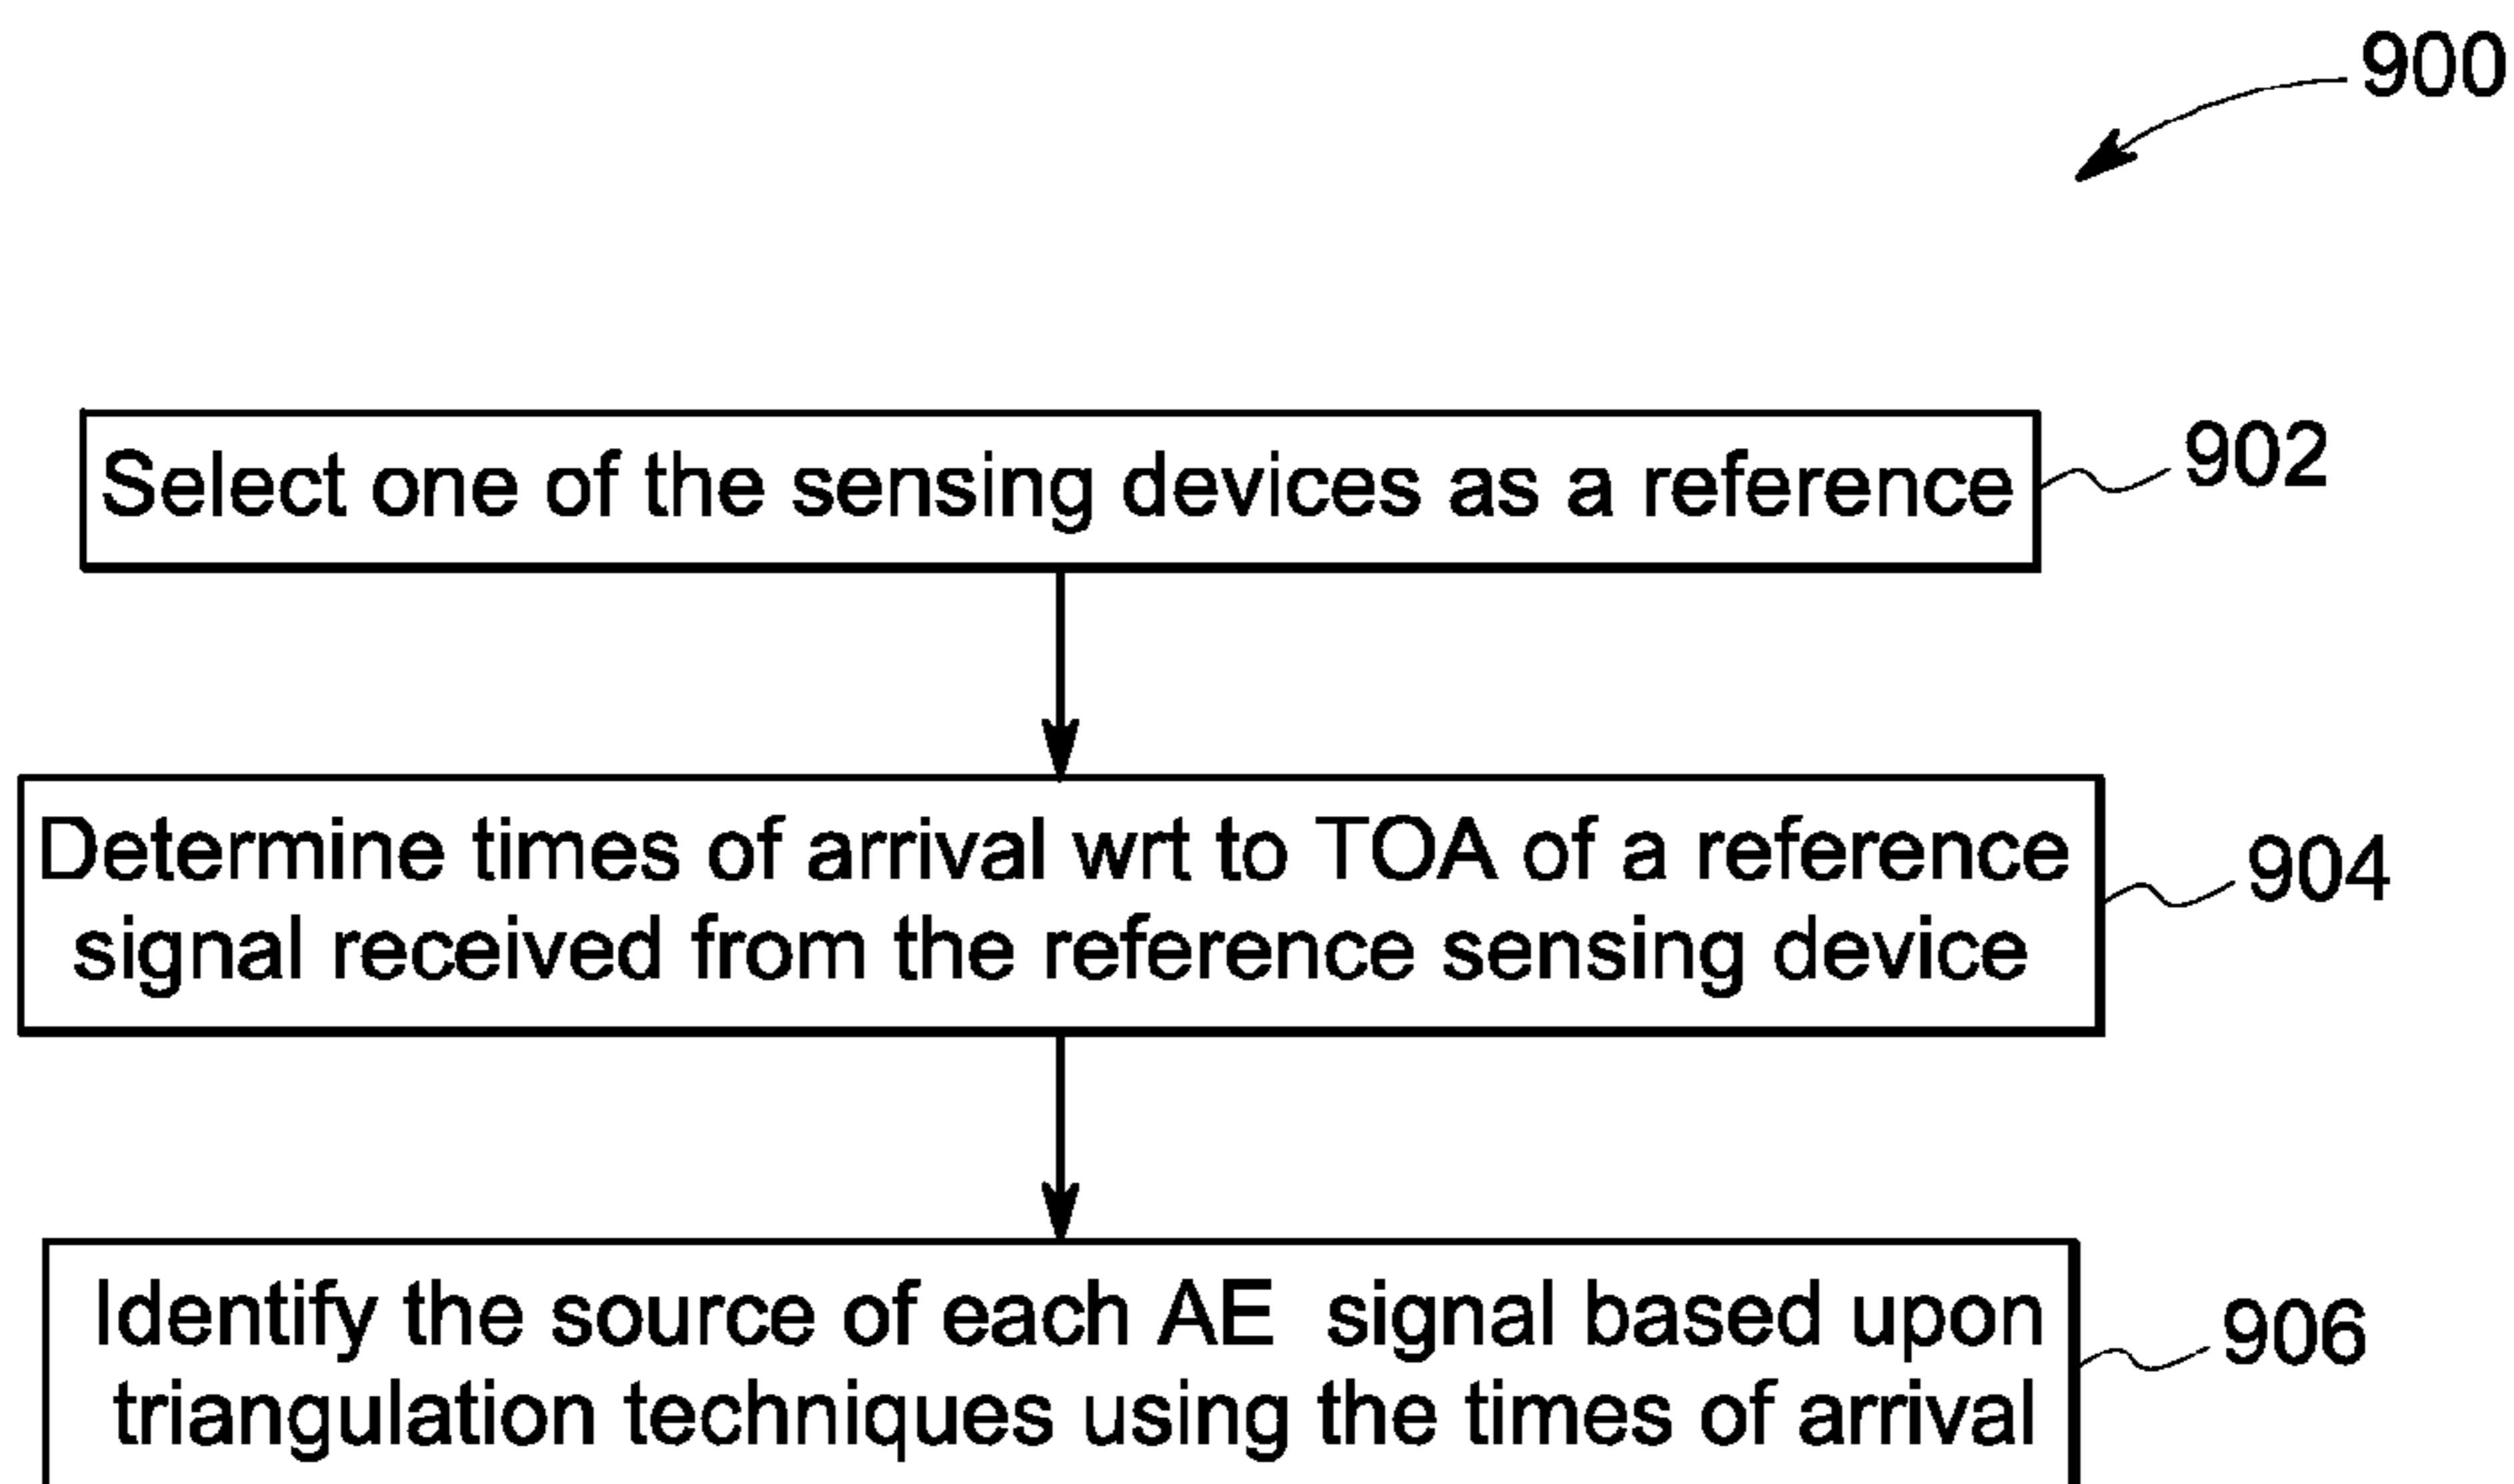 900
Select one of the sensing devices as a reference
902
Determine times of arrival wrt to TOA of a reference
signal received from the reference sensing device
904
Identify the source of each AE signal based upon
triangulation techniques using the times of arrival
906